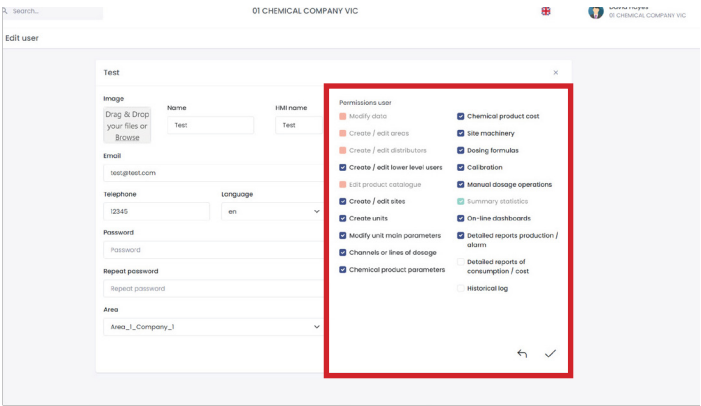 Search...
01 CHEMICAL COMPANY VIC
01 CHEMICAL COMPANY VIC
Edit user
Test
Image
Drag & Drop
your files or
Browse
Name
Test
HMI name
Test
Email
test@test.com
Telephone
12345
Language
en
Password
Password
Repeat password
Repeat password
Area
Area_1_Company_1
Permissions user
Modify data
Create / edit areas
Create / edit distributors
Create / edit lower level users
Edit product catalogue
Create / edit sites
Create units
Modify unit main parameters
Channels or lines of dosage
Chemical product parameters
Chemical product cost
Site machinery
Dosing formulas
Calibration
Manual dosage operations
Summary statistics
On-line dashboards
Detailed reports production /
alarm
Detailed reports of
consumption / cost
Historical log